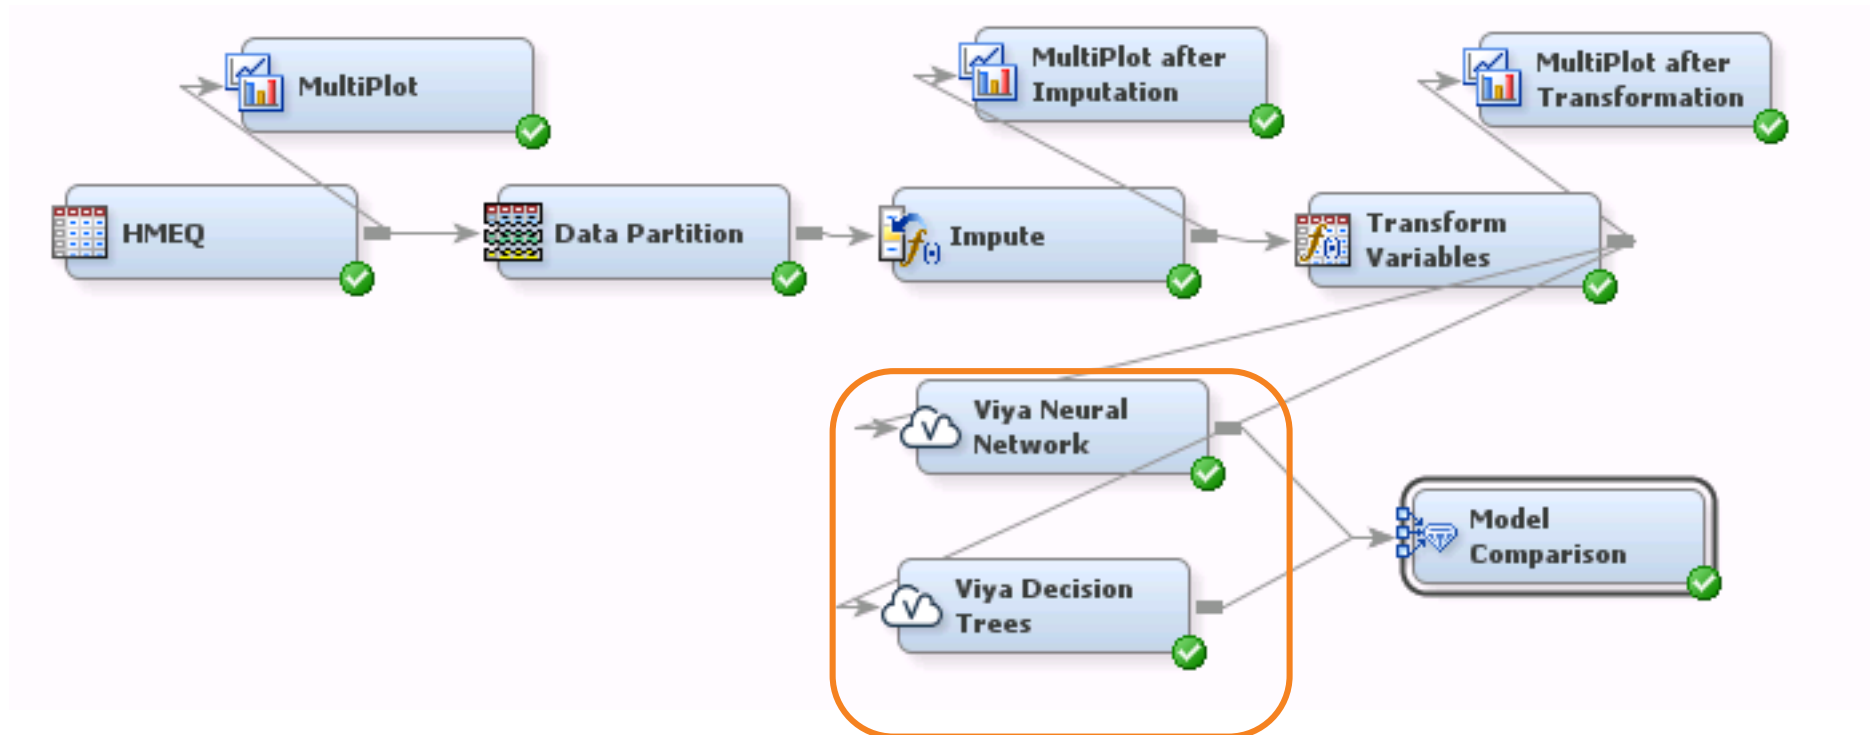 MultiPlot
MultiPlot after
Imputation
MultiPlot after
Transformation
HMEQ
Data Partition
Impute
Transform
Variables
Viya Neural
Network
Model
Comparison
Viya Decision
Trees